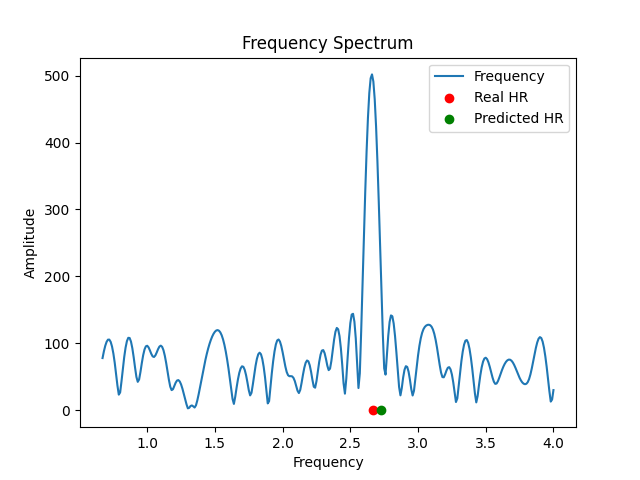 Frequency Spectrum
Frequency
Real HR
Predicted HR
Amplitude
500
400
300
200
100
0
1.0 1.5 2.0 2.5 3.0 3.5 4.0
Frequency